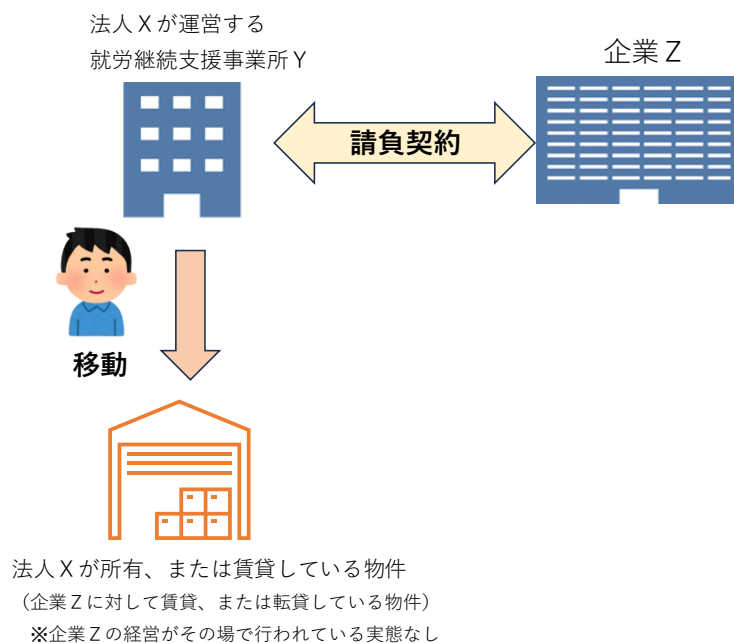 法人Xが運営する
就労継続支援事業所Y
企業Z
請負契約
移動
法人Xが所有、または賃貸している物件
（企業Zに対して賃貸、または転貸している物件）
※企業Zの経営がその場で行われている実態なし